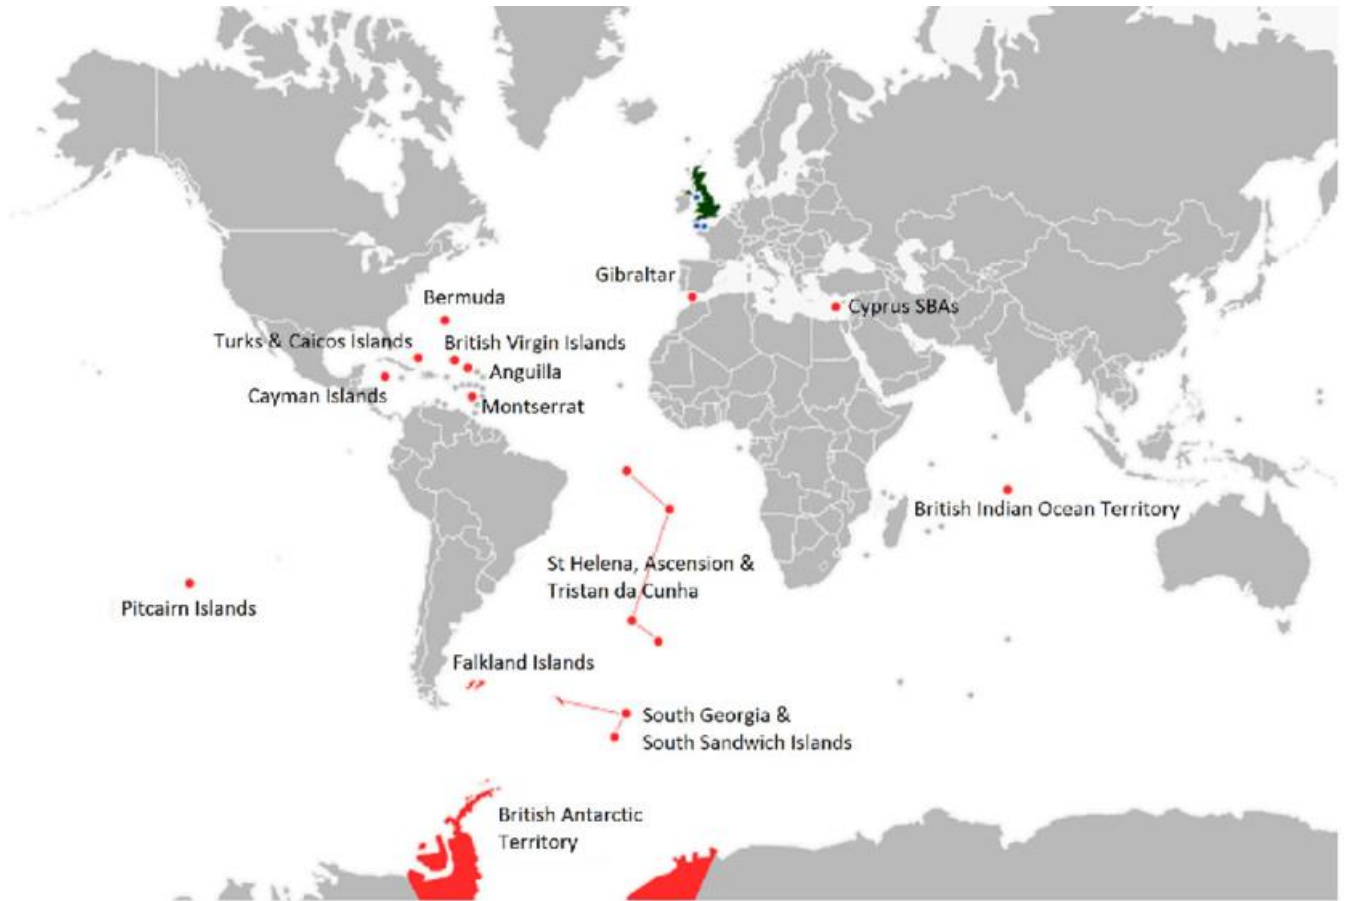 Gibraltar
Bermuda
Cyprus SBAs
Turks & Caicos Islands
British Virgin Islands
Anguilla
Cayman Islands
Montserrat
British Indian Ocean Territory
St Helena, Ascension &
Tristan da Cunha
Pitcairn Islands
Falkland Islands
South Georgia &
South Sandwich Islands
British Antarctic
Territory